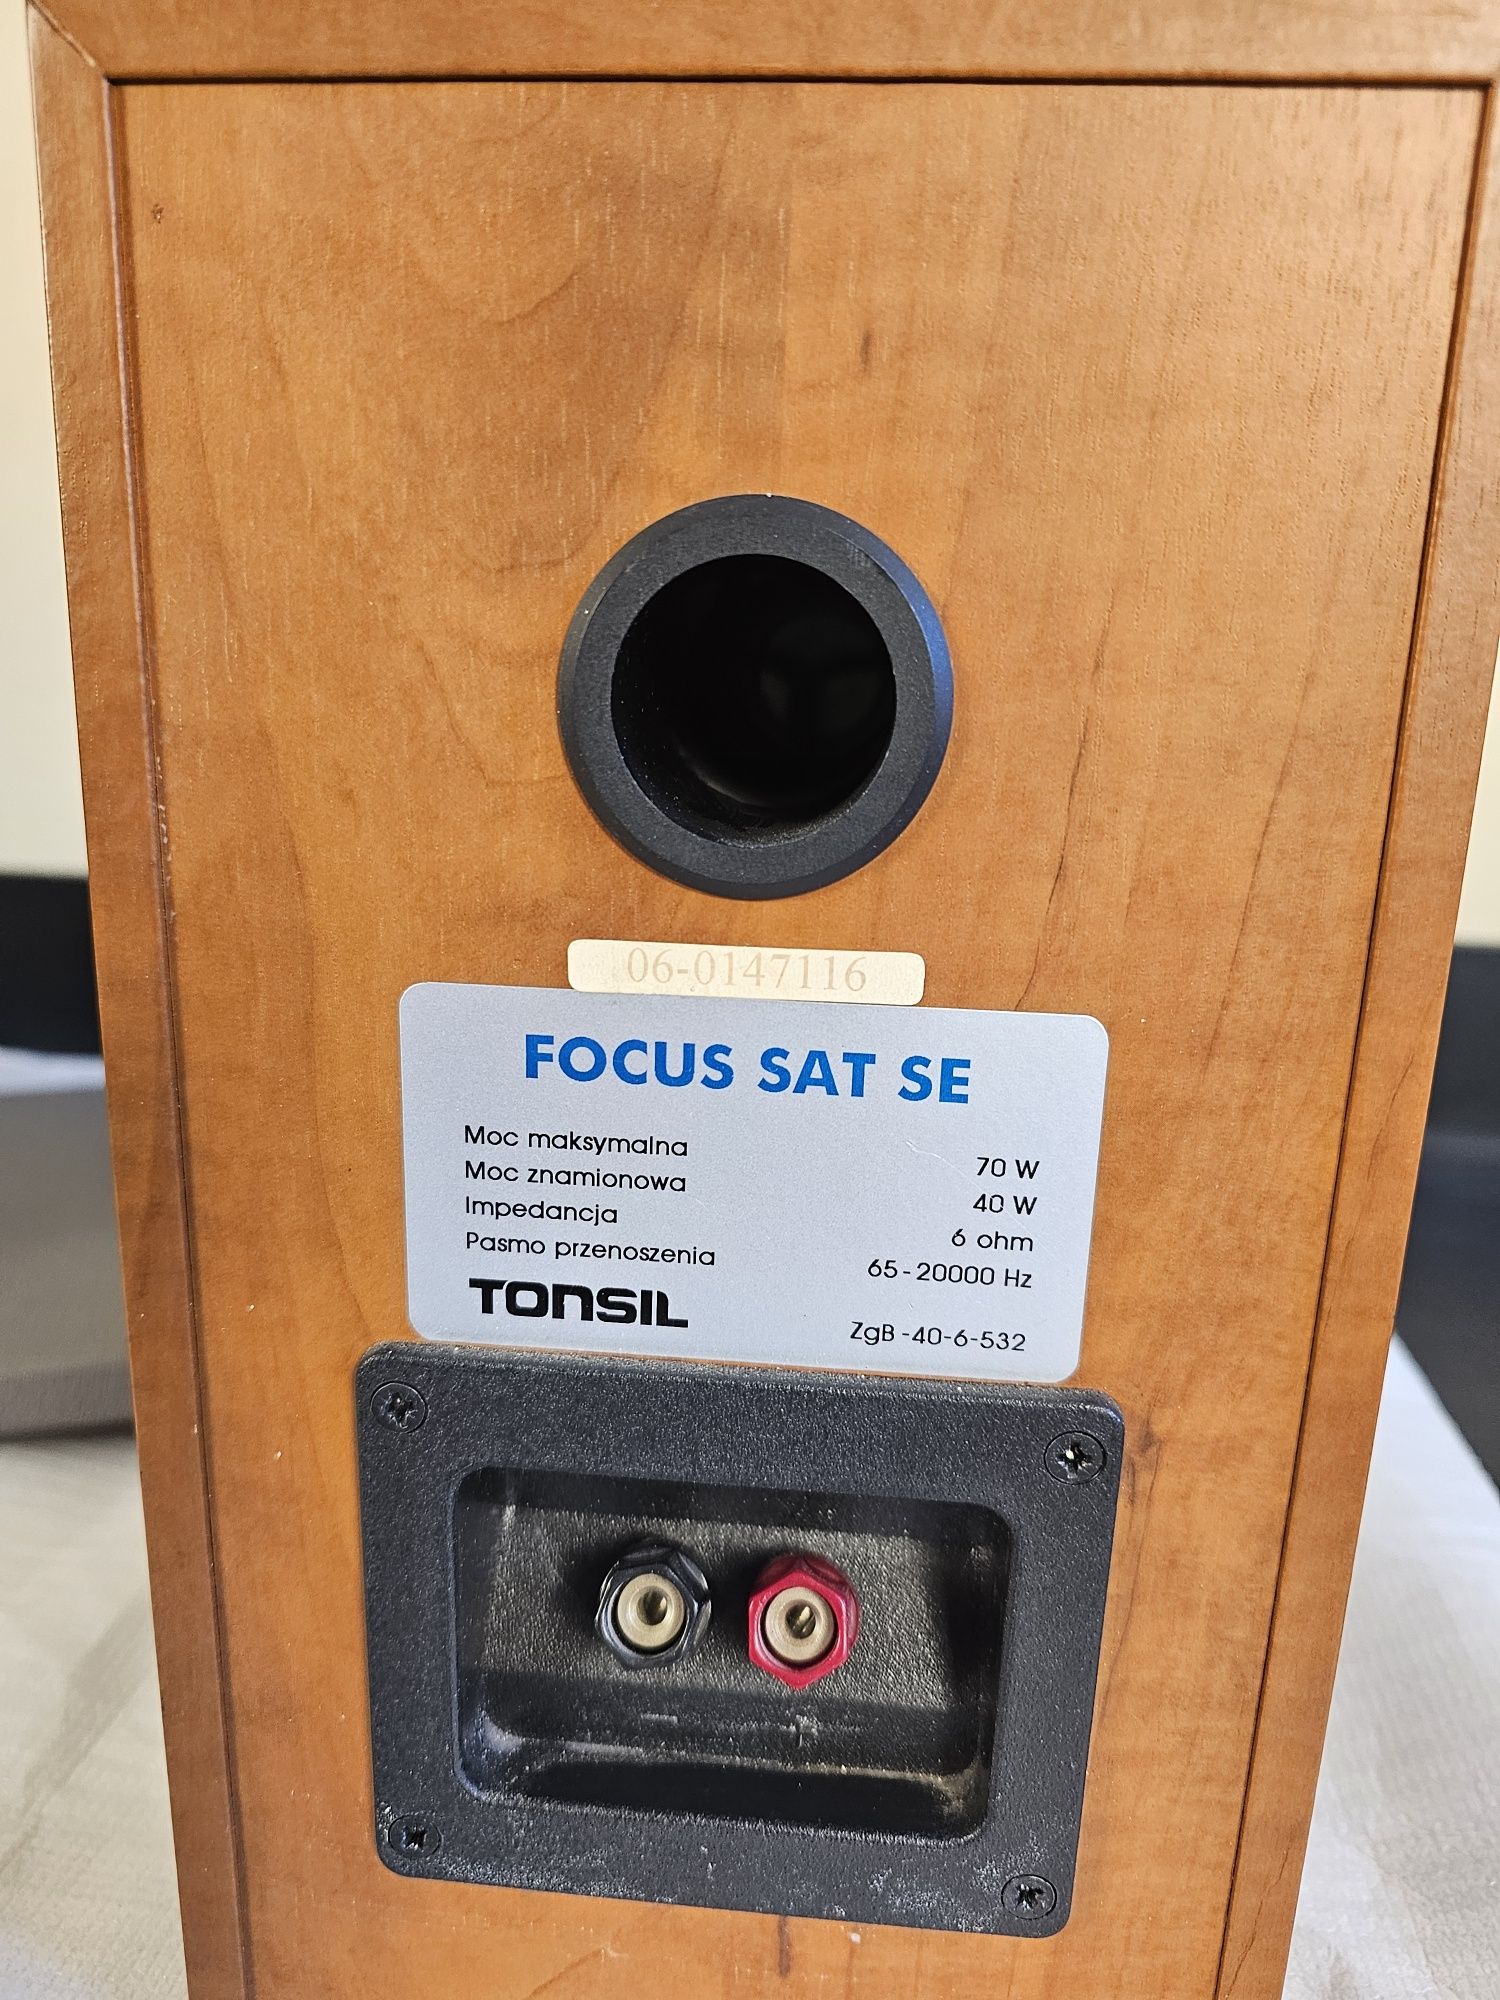 06-0147116
FOCUS SAT SE
Moc maksymalna 70 W
Moc znamionowa 40 W
Impedancja 6 ohm
Pasmo przenoszenia 65-20000 Hz
TONSIL
ZgB-40-6-532
- +